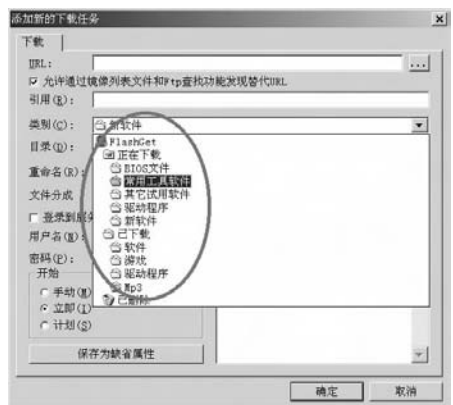 添加新的下载任务
下载
URL:
...
允许通过镜像列表文件和Ftp查找功能发现替代URL
引用(R):
类别(C):
新软件
目录(D):
FlashGet
正在下载
BIOS文件
重命名(R):
常用工具软件
文件分成
其它试用软件
驱动程序
登录到服
新软件
用户名(N):
已下载
软件
密码(P):
游戏
开始
驱动程序
手动(M)
Mp3
立即(I)
已删除
计划(S)
保存为缺省属性
确定
取消